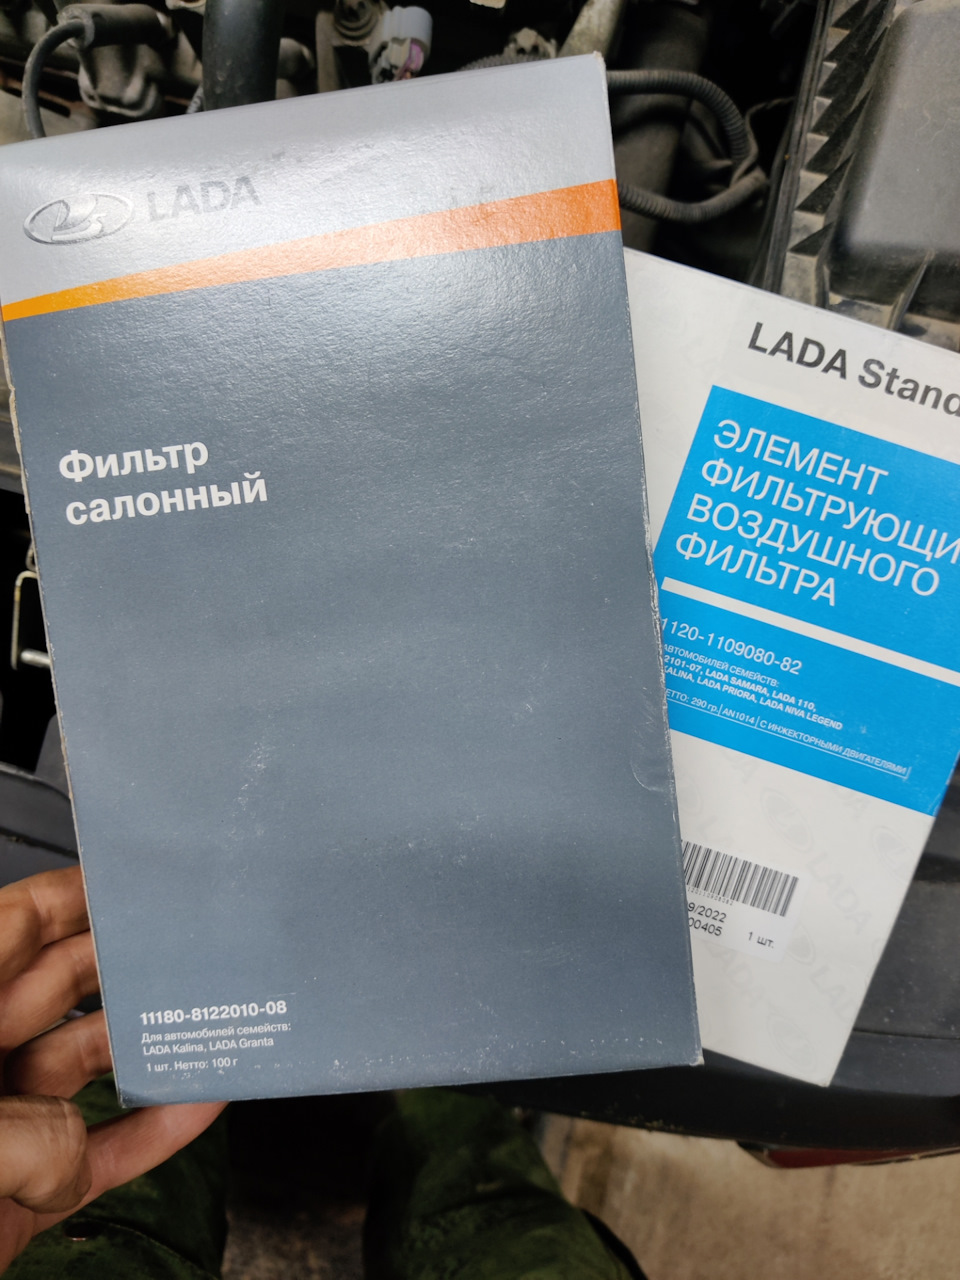 LADA
Фильтр
салонный
11180-8122010-08
Для автомобилей семейств:
LADA Kalina, LADA Granta
1 шт. Нетто: 100 г
LADA Stand
ЭЛЕМЕНТ
ФИЛЬТРУЮЩИ
ВОЗДУШНОГО
ФИЛЬТРА
1120-1109080-82
АВТОМОБИЛЕЙ СЕМЕЙСТВ:
2101-07, LADA SAMARA, LADA 110,
KALINA, LADA PRIORA, LADA NIVA LEGEND
ЕТТО: 290 гр. | AN1014 | С ИНЖЕКТОРНЫМИ ДВИГАТЕЛЯМИ
9/2022
00405 1 шт.